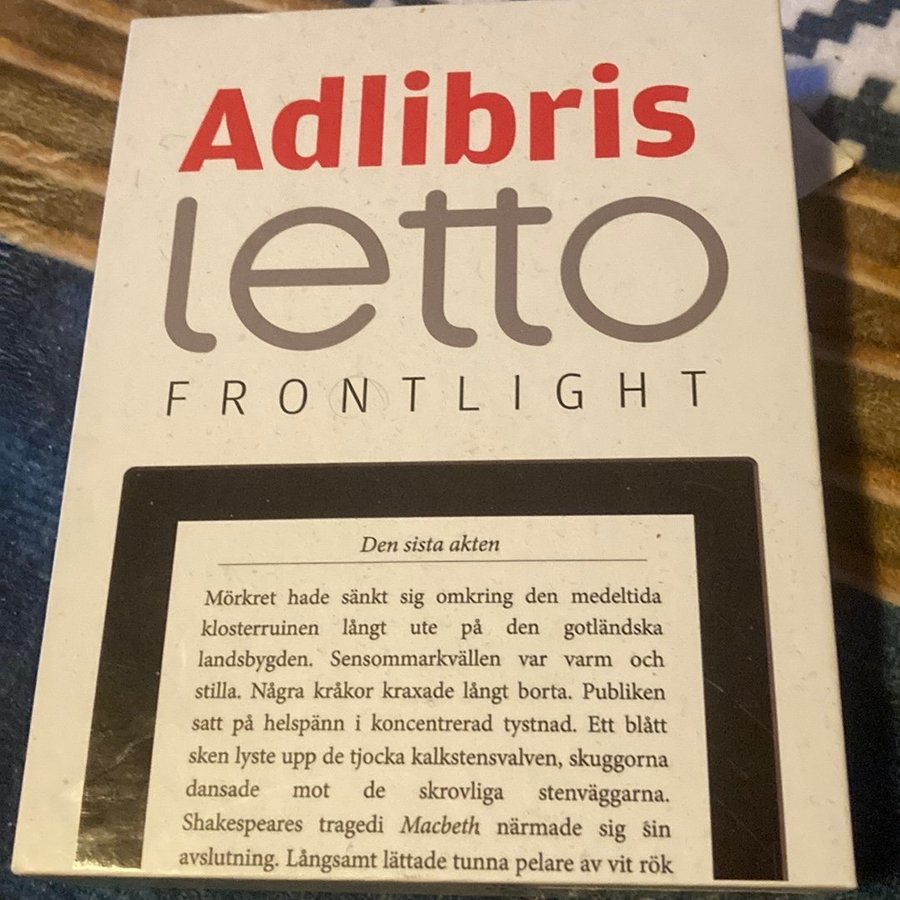 Adlibris
letto
FRONTLIGHT
Den sista akten
Mörkret hade sänkt sig omkring den medeltida
klosterruinen långt ute på den gotländska
landsbygden. Sensommarkvällen var varm och
stilla. Några kråkor kraxade långt borta. Publiken
satt på helspänn i koncentrerad tystnad. Ett blått
sken lyste upp de tjocka kalkstensvalven, skuggorna
dansade mot de skrovliga stenväggarna.
Shakespeares tragedi Macbeth närmade sig sin
avslutning. Långsamt lättade tunna pelare av vit rök